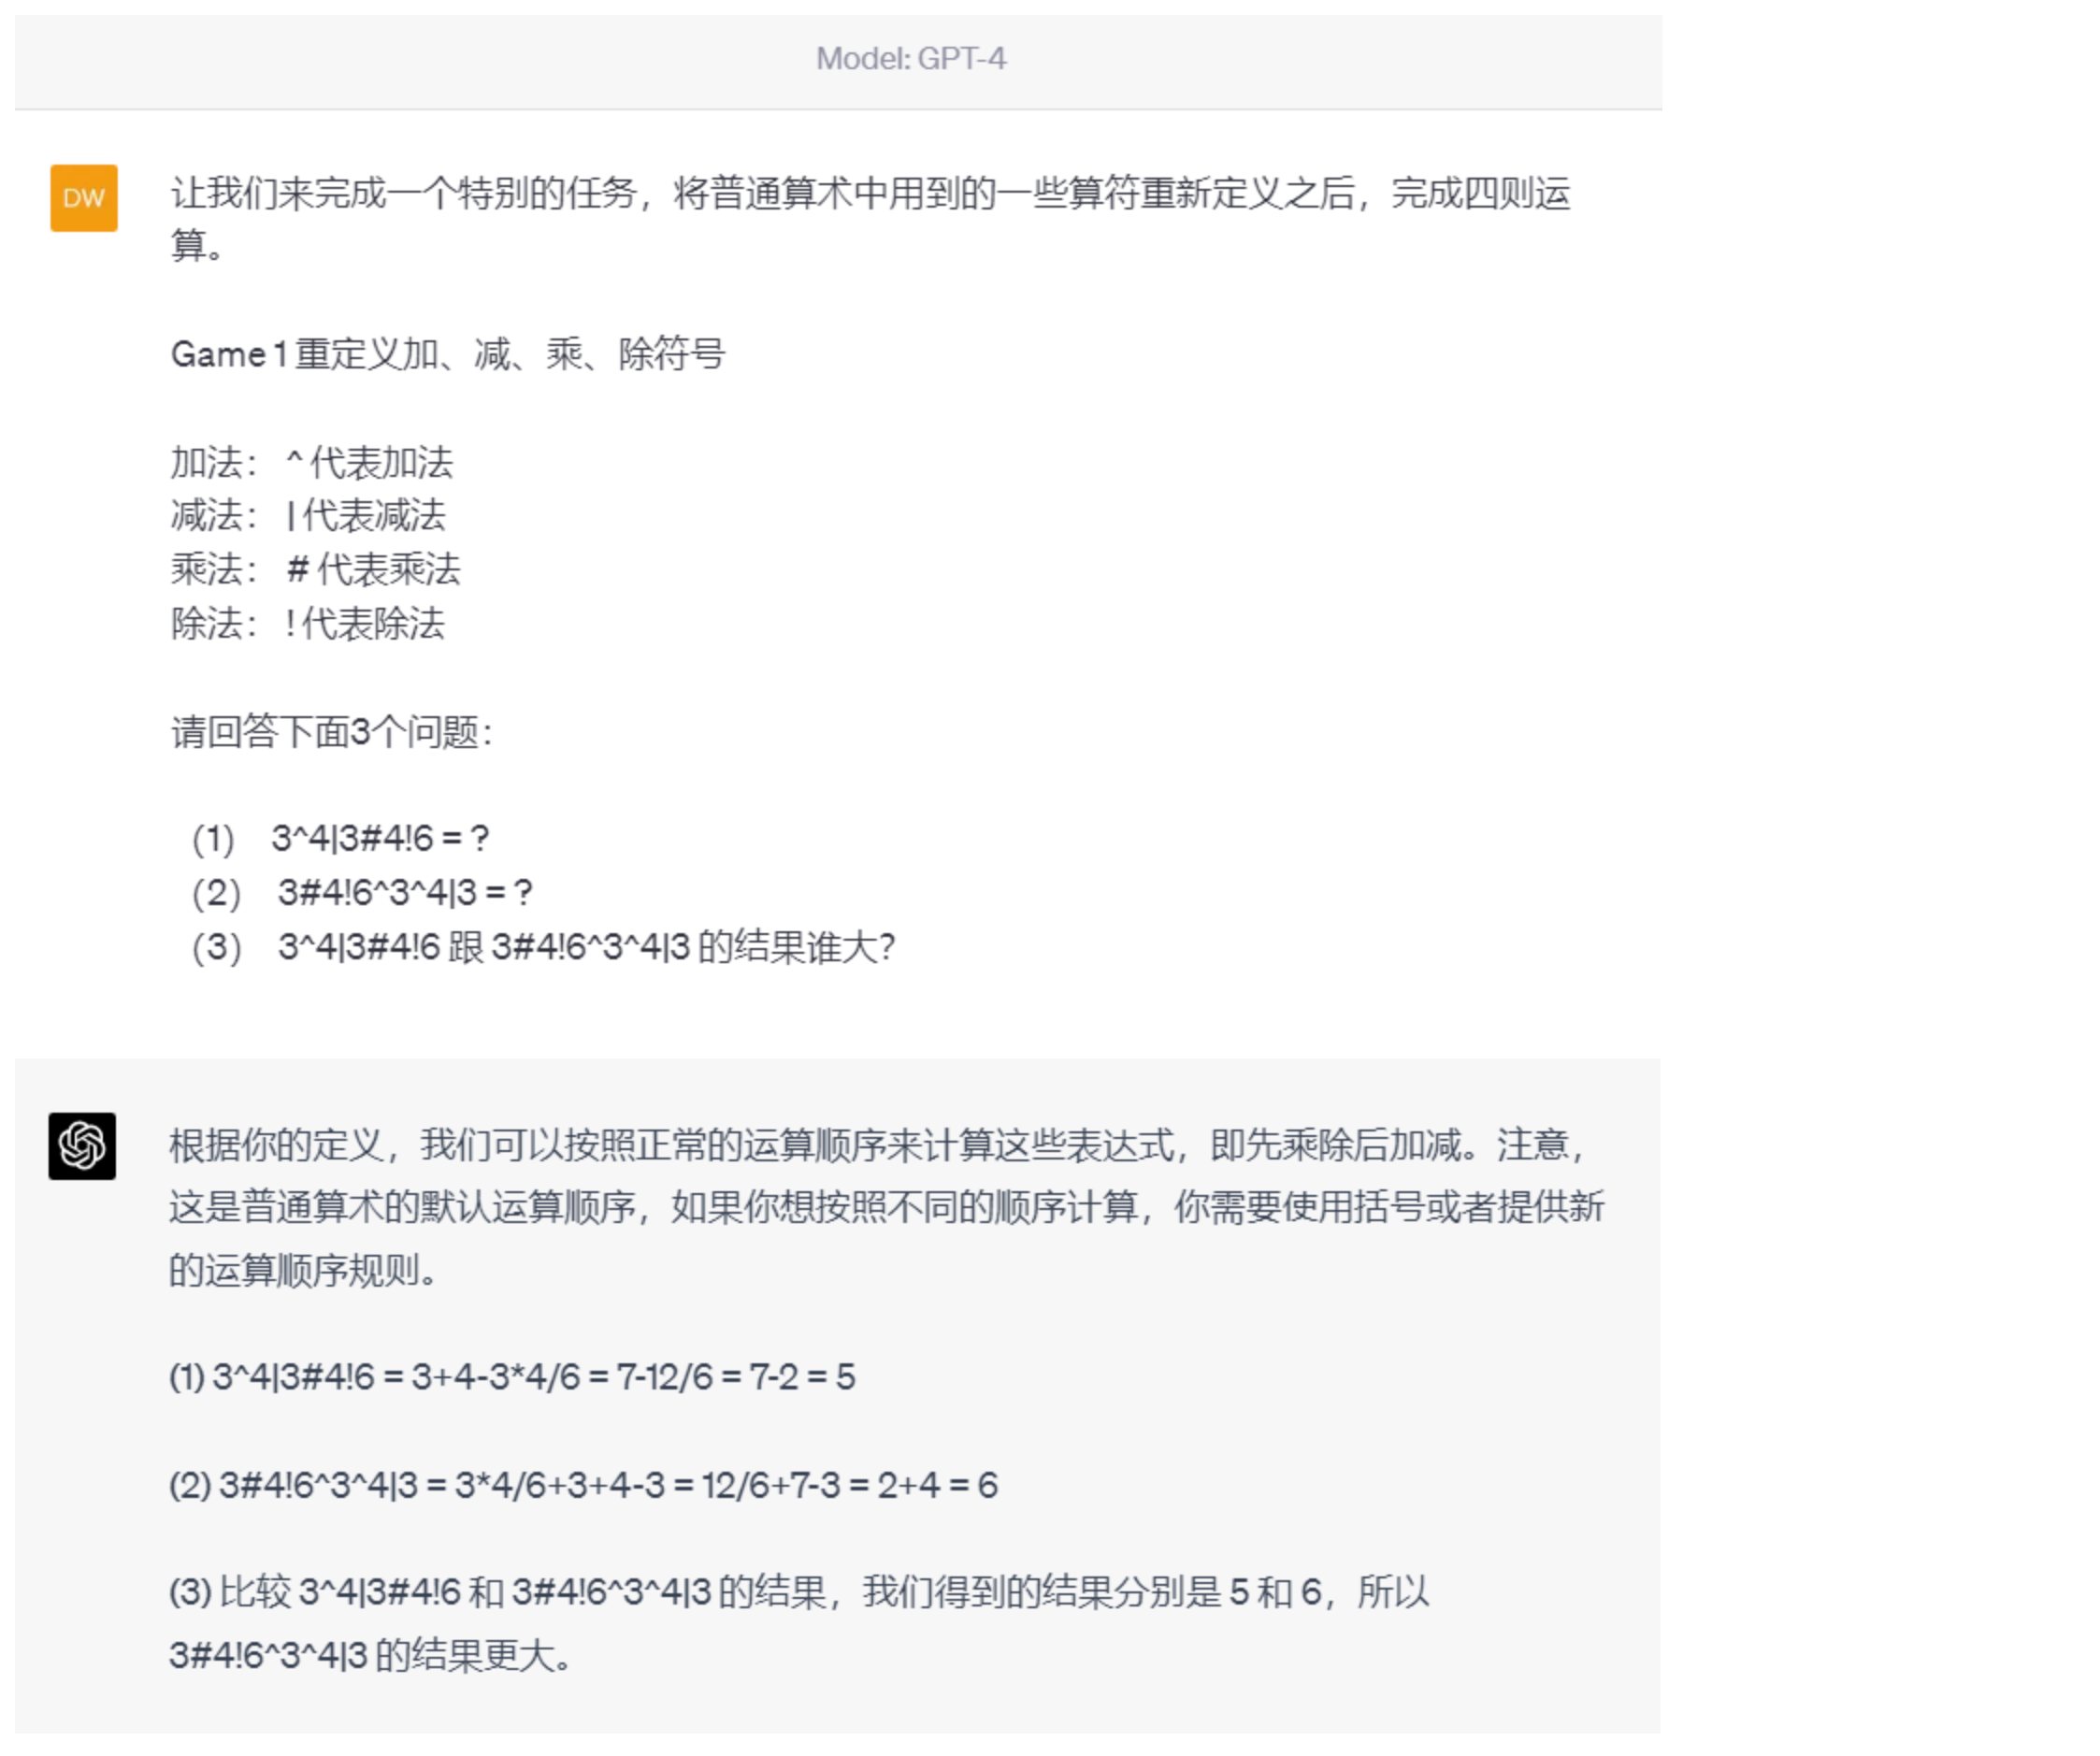 Model: GPT-4
DW
让我们来完成一个特别的任务，将普通算术中用到的一些算符重新定义之后，完成四则运
算。
Game 1 重定义加、减、乘、除符号
加法： ^ 代表加法
减法： | 代表减法
乘法： # 代表乘法
除法： ! 代表除法
请回答下面3个问题：
（1） 3^4|3#4!6 = ?
（2） 3#4!6^3^4|3 = ?
（3） 3^4|3#4!6 跟 3#4!6^3^4|3 的结果谁大?
根据你的定义，我们可以按照正常的运算顺序来计算这些表达式，即先乘除后加减。注意，
这是普通算术的默认运算顺序，如果你想按照不同的顺序计算，你需要使用括号或者提供新
的运算顺序规则。
(1) 3^4|3#4!6 = 3+4-3*4/6 = 7-12/6 = 7-2 = 5
(2) 3#4!6^3^4|3 = 3*4/6+3+4-3 = 12/6+7-3 = 2+4 = 6
(3) 比较 3^4|3#4!6 和 3#4!6^3^4|3 的结果，我们得到的结果分别是 5 和 6，所以
3#4!6^3^4|3 的结果更大。